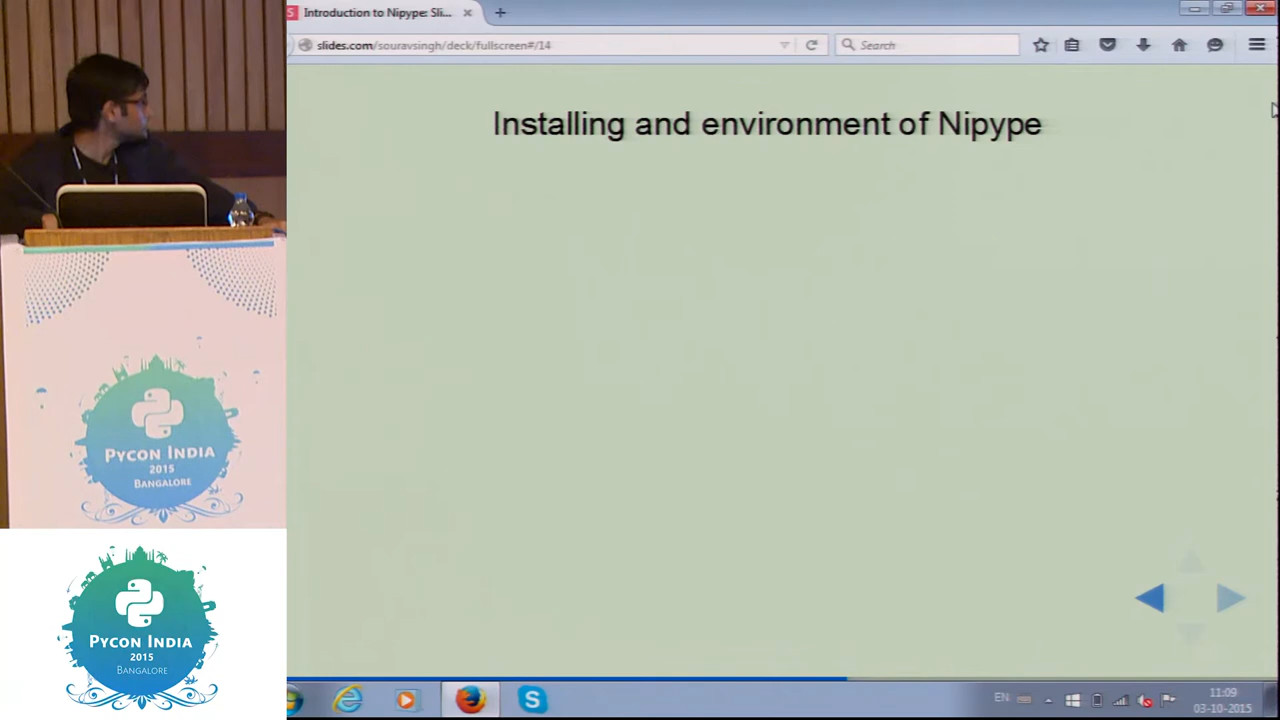 Introduction to Nipype: Sli...
slides.com/souravsingh/deck/fullscreen#/14
Search
Installing and environment of Nipype
PYCON INDIA
2015
BANGALORE
PYCON INDIA
2015
BANGALORE
EN
11:09
03-10-2015